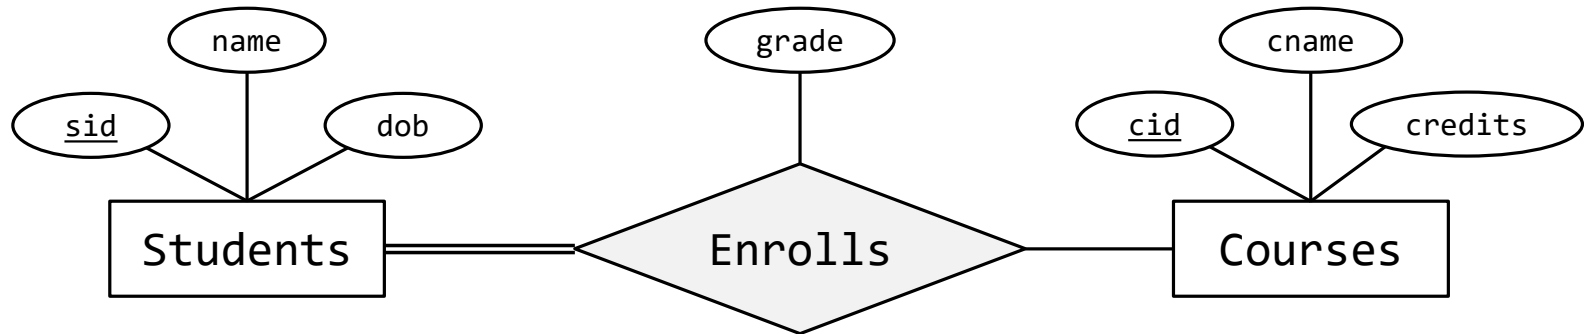 name
grade
cname
sid
dob
cid
credits
Students
Enrolls
Courses